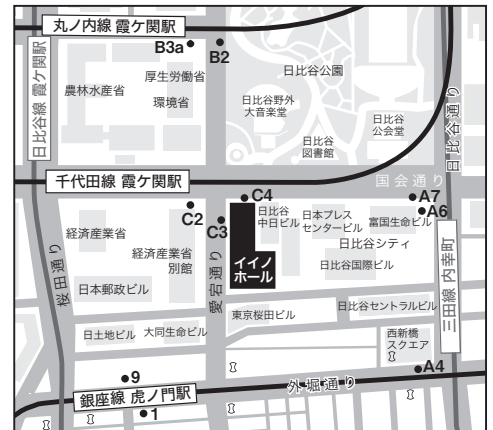 丸ノ内線 霞ケ関駅
B3a
B2
日比谷線 霞ケ関駅
農林水産省
厚生労働省
環境省
日比谷公園
日比谷野外
大音楽堂
日比谷
公会堂
日比谷
図書館
日比谷通り
千代田線 霞ケ関駅
国会通り
C4
A7
A6
C2
C3
経済産業省
経済産業省
別館
日本郵政ビル
桜田通り
愛宕通り
イイノ
ホール
日比谷
中日ビル
日本プレス
センタービル
富国生命ビル
日比谷シティ
日比谷国際ビル
三田線 内幸町
日土地ビル
大同生命ビル
東京桜田ビル
日比谷セントラルビル
西新橋
スクエア
A4
外堀通り
9
銀座線 虎ノ門駅
1